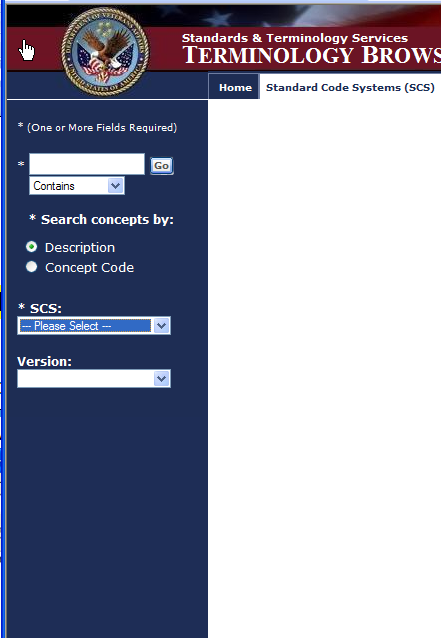 Standards & Terminology Services
TERMINOLOGY BROWS
Home
Standard Code Systems (SCS)
* (One or More Fields Required)
*
Go
Contains
* Search concepts by:
Description
Concept Code
* SCS:
--- Please Select ---
Version: